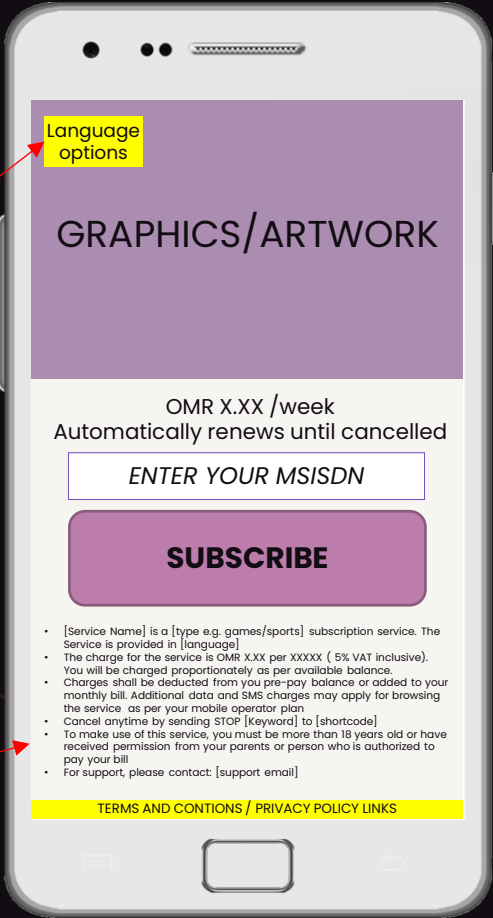 Language
options
GRAPHICS/ARTWORK
OMR X.XX /week
Automatically renews until cancelled
ENTER YOUR MSISDN
SUBSCRIBE
• [Service Name] is a [type e.g. games/sports] subscription service. The
Service is provided in [language]
• The charge for the service is OMR X.XX per XXXXX ( 5% VAT inclusive).
You will be charged proportionately as per available balance.
• Charges shall be deducted from you pre-pay balance or added to your
monthly bill. Additional data and SMS charges may apply for browsing
the service as per your mobile operator plan
• Cancel anytime by sending STOP [Keyword] to [shortcode]
• To make use of this service, you must be more than 18 years old or have
received permission from your parents or person who is authorized to
pay your bill
• For support, please contact: [support email]
TERMS AND CONTIONS / PRIVACY POLICY LINKS